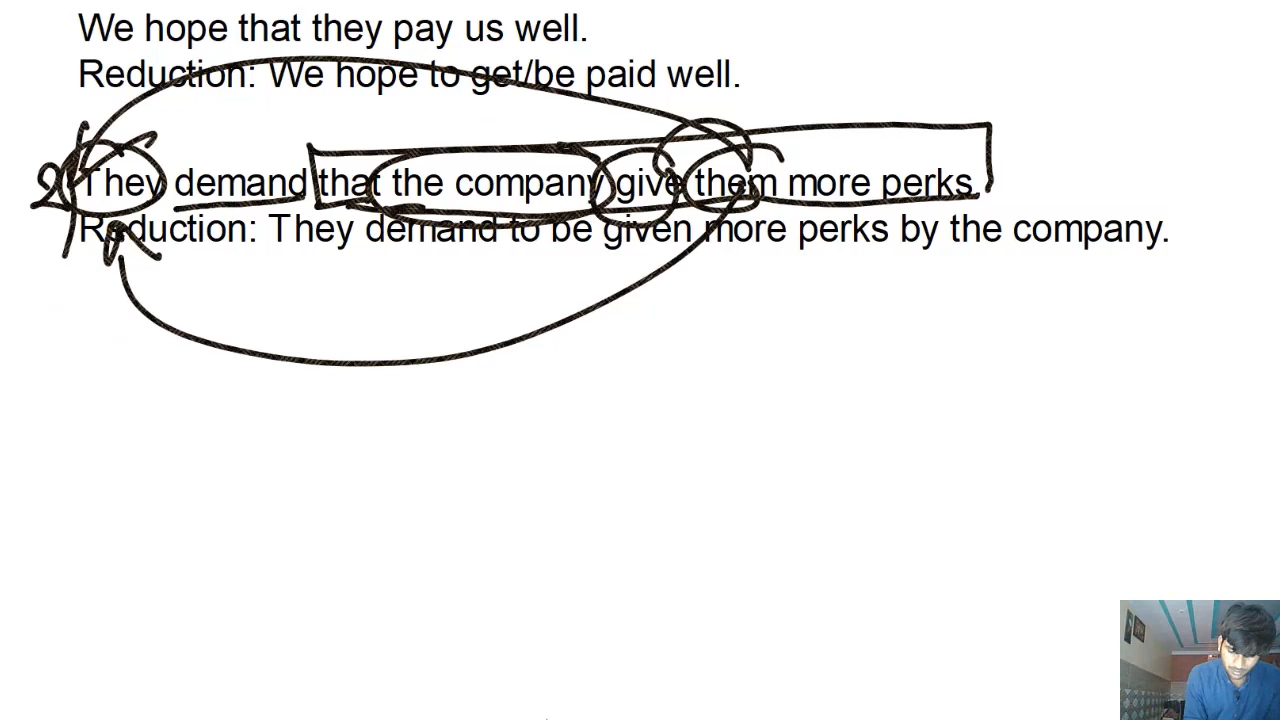 We hope that they pay us well.
Reduction: We hope to get/be paid well.
They demand that the company give them more perks.
Reduction: They demand to be given more perks by the company.